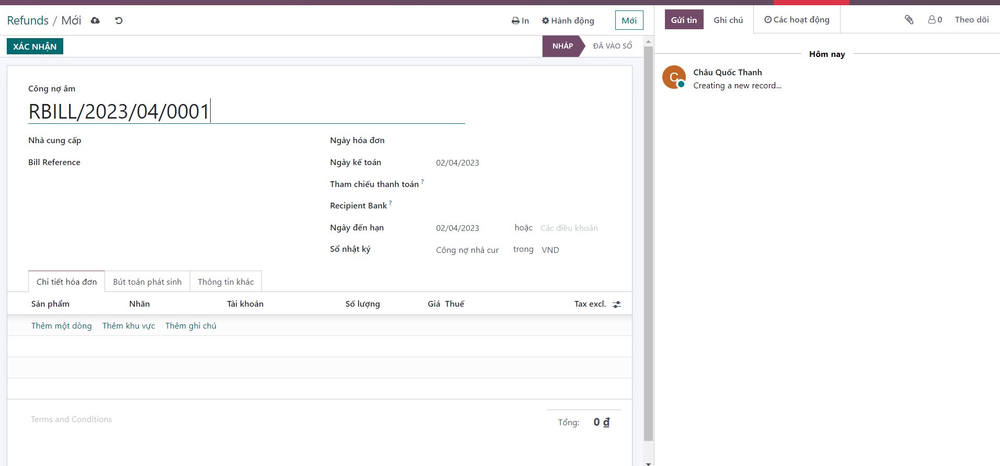 Refunds / Mới
In
Hành động
Mới
Gửi tin
Ghi chú
Các hoạt động
0
Theo dõi
XÁC NHẬN
NHÁP
ĐÃ VÀO SỔ
Hôm nay
C
Châu Quốc Thanh
Creating a new record...
Công nợ âm
RBILL/2023/04/0001
Nhà cung cấp
Bill Reference
Ngày hóa đơn
Ngày kế toán 02/04/2023
Tham chiếu thanh toán ?
Recipient Bank ?
Ngày đến hạn 02/04/2023 hoặc Các điều khoản
Sổ nhật ký Công nợ nhà cur trong VND
Chi tiết hóa đơn
Bút toán phát sinh
Thông tin khác
Sản phẩm Nhãn Tài khoản Số lượng Giá Thuế Tax excl.
Thêm một dòng Thêm khu vực Thêm ghi chú
Terms and Conditions
Tổng: 0 ₫